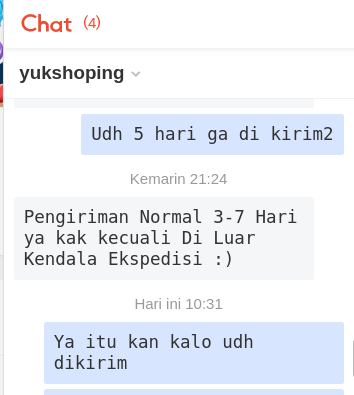 Chat (4)
yukshoping
Udh 5 hari ga di kirim2
Kemarin 21:24
Pengiriman Normal 3-7 Hari
ya kak kecuali Di Luar
Kendala Ekspedisi :)
Hari ini 10:31
Ya itu kan kalo udh
dikirim